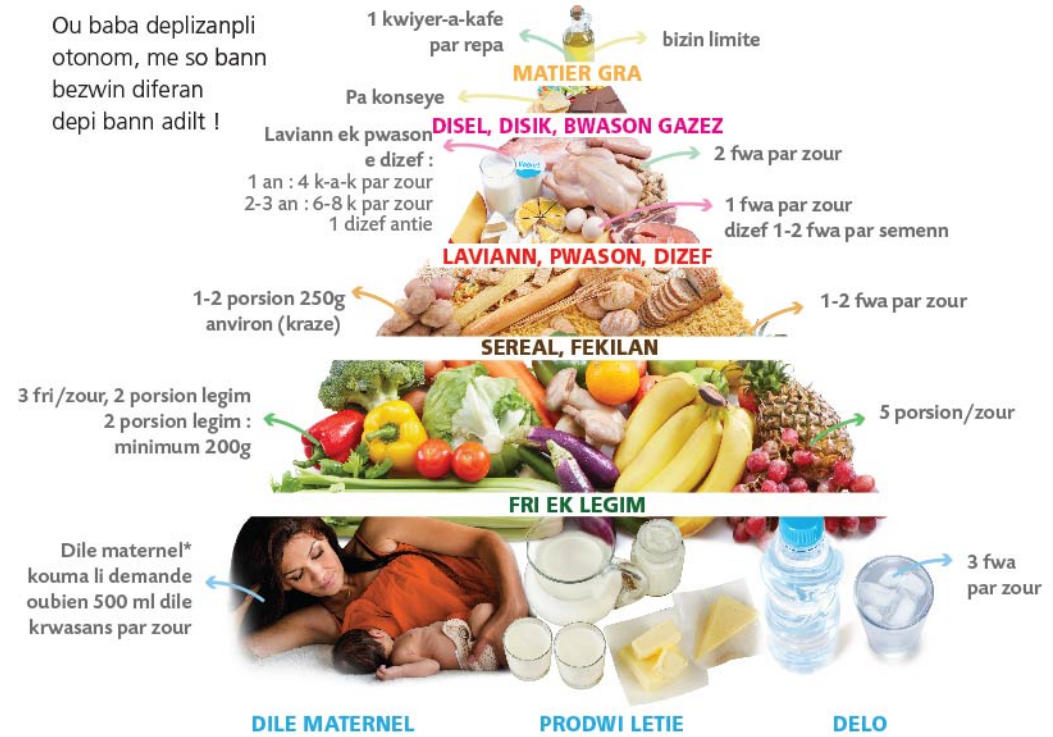 Ou baba deplizanpli
otonom, me so bann
bezwin diferan
depi bann adilt !
1 kwiyer-a-kafe
par repa
bizin limite
MATIER GRA
Pa konseye
DISEL, DISIK, BWASON GAZEZ
Laviann ek pwason
e dizef :
1 an : 4 k-a-k par zour
2-3 an : 6-8 k par zour
1 dizef antie
2 fwa par zour
1 fwa par zour
dizef 1-2 fwa par semenn
LAVIANN, PWASON, DIZEF
1-2 porsion 250g
anviron (kraze)
1-2 fwa par zour
SEREAL, FEKILAN
3 fri/zour, 2 porsion legim
2 porsion legim :
minimum 200g
5 porsion/zour
FRI EK LEGIM
Dile maternel*
kouma li demande
oubien 500 ml dile
krwasans par zour
3 fwa
par zour
DILE MATERNEL
PRODWI LETIE
DELO